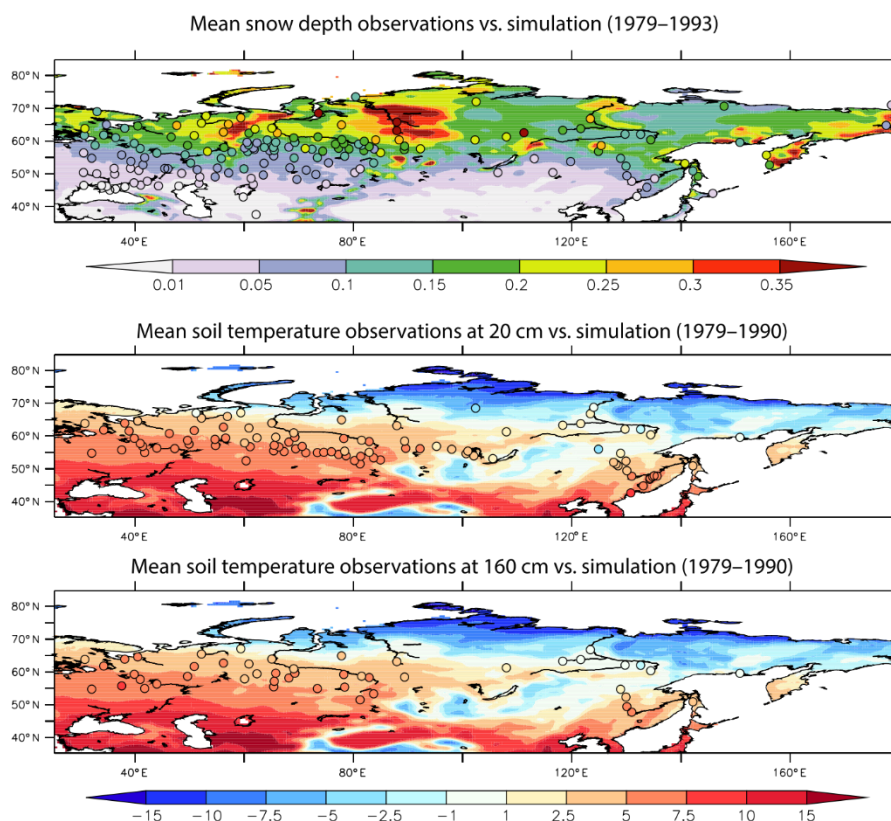 Mean snow depth observations vs. simulation (1979–1993)
80° N
70° N
60° N
50° N
40° N
40°E 80°E 120°E 160°E
0.01 0.05 0.1 0.15 0.2 0.25 0.3 0.35
Mean soil temperature observations at 20 cm vs. simulation (1979–1990)
80° N
70° N
60° N
50° N
40° N
40°E 80°E 120°E 160°E
Mean soil temperature observations at 160 cm vs. simulation (1979–1990)
80° N
70° N
60° N
50° N
40° N
40°E 80°E 120°E 160°E
−15 −10 −7.5 −5 −2.5 −1 1 2.5 5 7.5 10 15